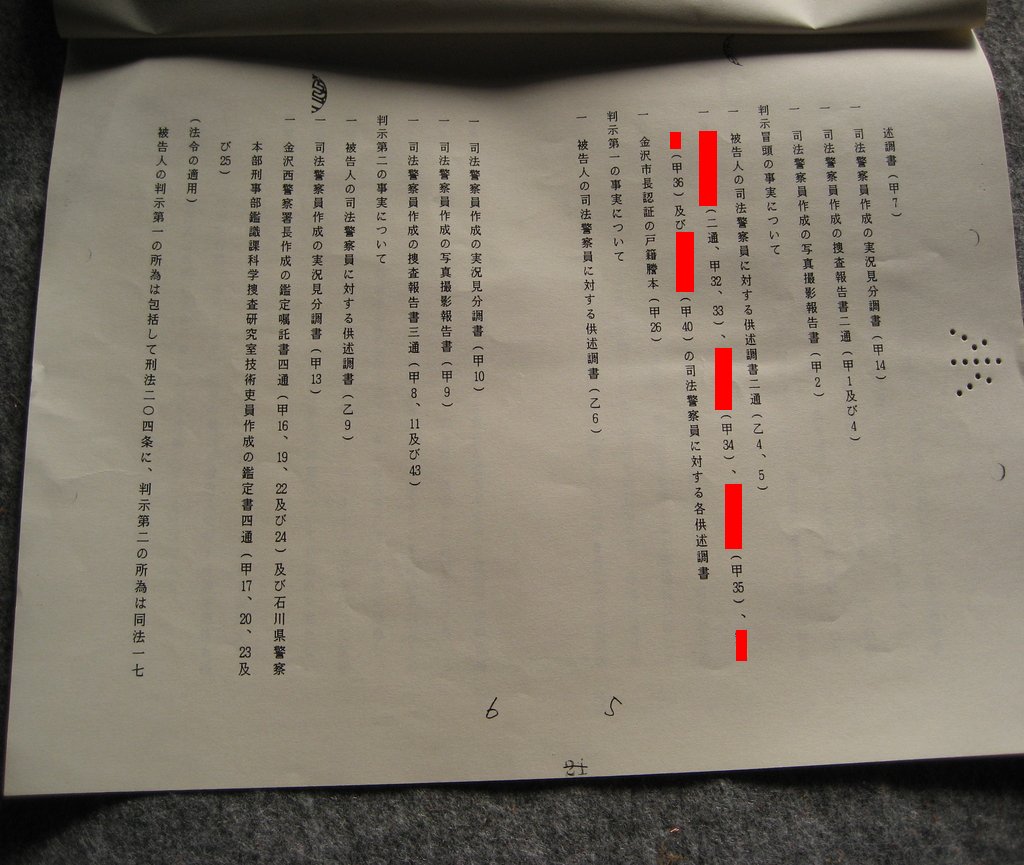 述調書(甲7)
一 司法警察員作成の実況見分調書(甲14)
一 司法警察員作成の捜査報告書二通(甲1及び4)
一 司法警察員作成の写真撮影報告書(甲2)
判示冒頭の事実について
一 被告人の司法警察員に対する供述調書二通(乙4、5)
一 (二通、甲32、33)、(甲34)、(甲35)、
(甲36)及び(甲40)の司法警察員に対する各供述調書
一 金沢市長認証の戸籍謄本(甲26)
判示第一の事実について
一 被告人の司法警察員に対する供述調書(乙6)
5
一 司法警察員作成の実況見分調書(甲10)
一 司法警察員作成の写真撮影報告書(甲9)
一 司法警察員作成の捜査報告書三通(甲8、11及び43)
判示第二の事実について
一 被告人の司法警察員に対する供述調書(乙9)
一 司法警察員作成の実況見分調書(甲13)
一 金沢西警察署長作成の鑑定嘱託書四通(甲16、19、22及び24)及び石川県警察
本部刑事部鑑識課科学捜査研究室技術吏員作成の鑑定書四通(甲17、20、23及
び25)
(法令の適用)
被告人の判示第一の所為は包括して刑法二〇四条に、判示第二の所為は同法一七
6